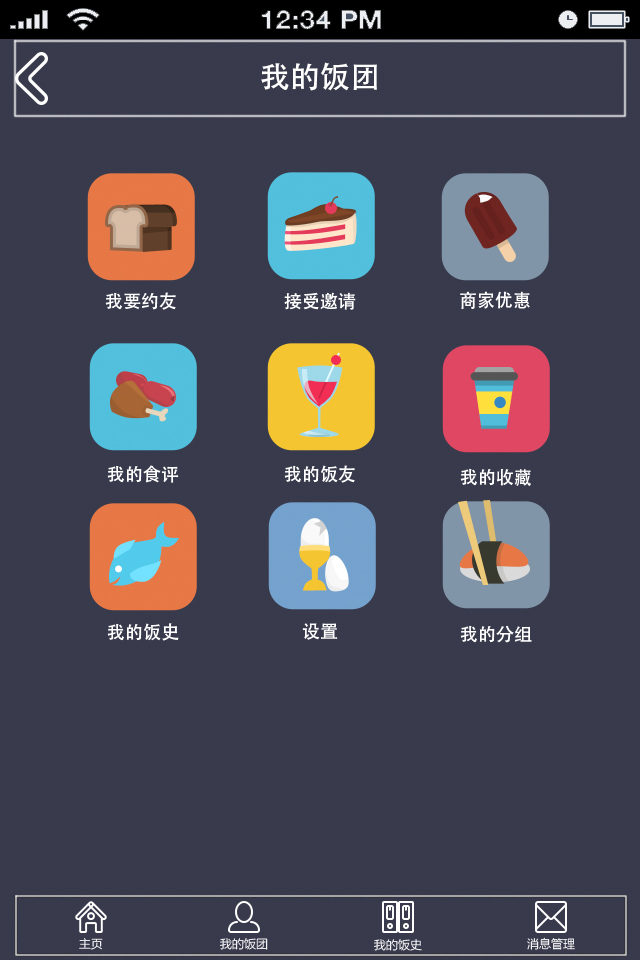 12:34 PM
我的饭团
我要约友
接受邀请
商家优惠
我的食评
我的饭友
我的收藏
我的饭史
设置
我的分组
主页
我的饭团
我的饭史
消息管理